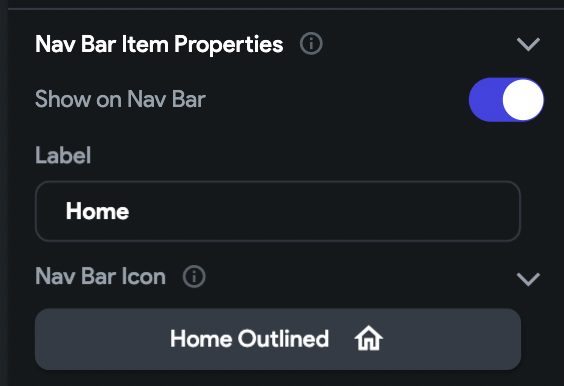 Nav Bar Item Properties
Show on Nav Bar
Label
Home
Nav Bar Icon
Home Outlined